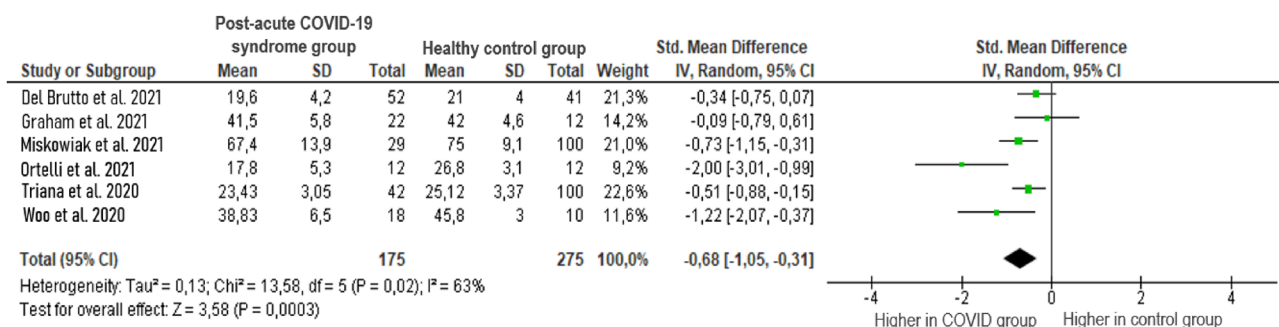 Post-acute COVID-19
syndrome group Healthy control group Std. Mean Difference Std. Mean Difference
Study or Subgroup Mean SD Total Mean SD Total Weight IV, Random, 95% CI IV, Random, 95% CI
Del Brutto et al. 2021 19,6 4,2 52 21 4 41 21,3% -0,34 [-0,75, 0,07]
Graham et al. 2021 41,5 5,8 22 42 4,6 12 14,2% -0,09 [-0,79, 0,61]
Miskowiak et al. 2021 67,4 13,9 29 75 9,1 100 21,0% -0,73 [-1,15, -0,31]
Ortelli et al. 2021 17,8 5,3 12 26,8 3,1 12 9,2% -2,00 [-3,01, -0,99]
Triana et al. 2020 23,43 3,05 42 25,12 3,37 100 22,6% -0,51 [-0,88, -0,15]
Woo et al. 2020 38,83 6,5 18 45,8 3 10 11,6% -1,22 [-2,07, -0,37]
Total (95% CI) 175 275 100,0% -0,68 [-1,05, -0,31]
Heterogeneity: Tau² = 0,13; Chi² = 13,58, df = 5 (P = 0,02); I² = 63%
Test for overall effect: Z = 3,58 (P = 0,0003)
-4 -2 0 2 4
Higher in COVID group Higher in control group